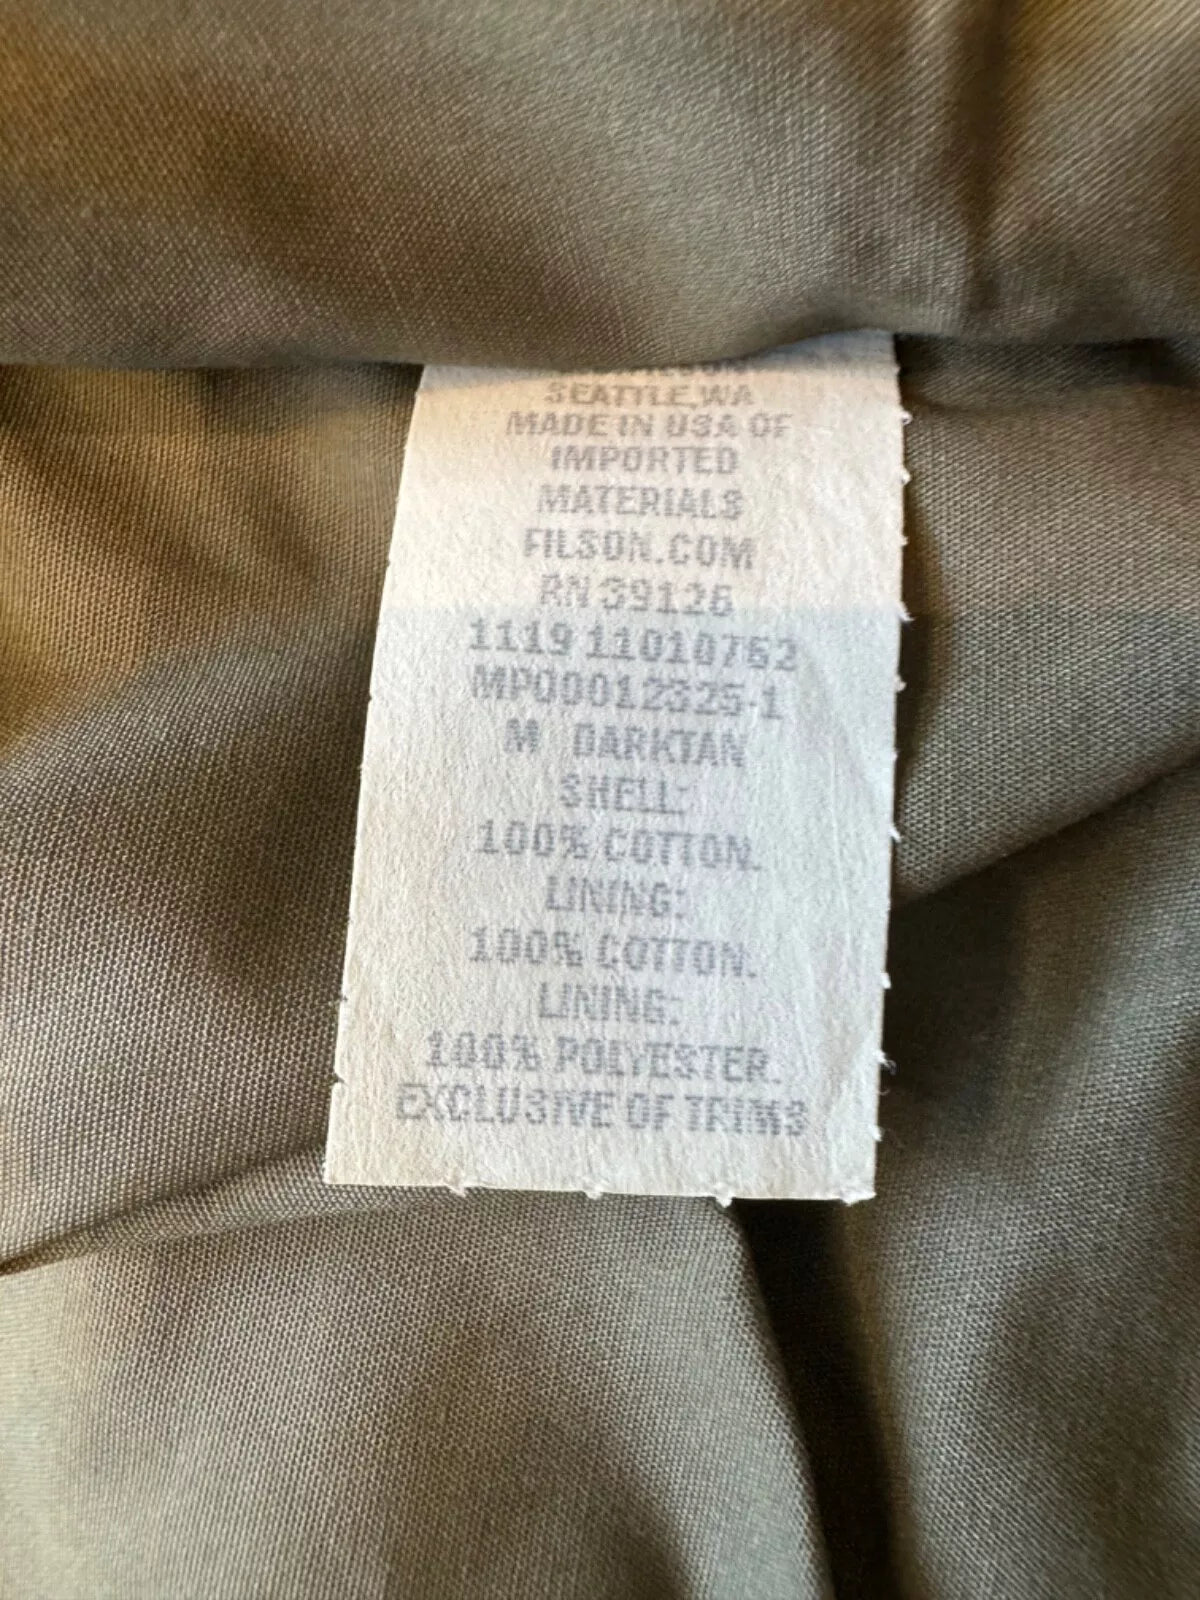 SEATTLE, WA
MADE IN USA OF
IMPORTED
MATERIALS
FILSON.COM
RN 39126
1119 11010762
MP00012325-1
M DARKTAN
SHELL:
100% COTTON.
LINING:
100% COTTON.
LINING:
100% POLYESTER.
EXCLUSIVE OF TRIMS